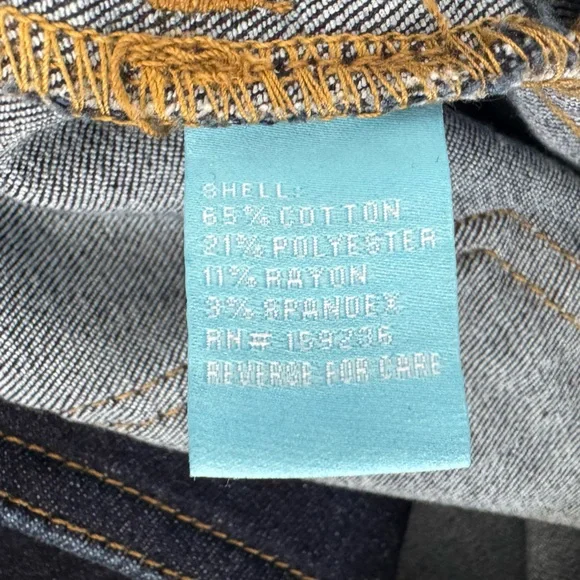 SHELL:
65% COTTON
21% POLYESTER
11% RAYON
3% SPANDEX
RN# 159236
REVERSE FOR CARE